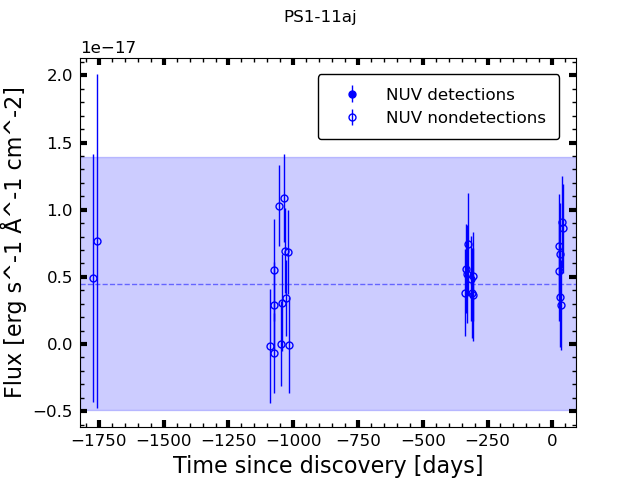 PS1-11aj
1e−17
NUV detections
NUV nondetections
2.0
1.5
1.0
0.5
0.0
−0.5
Flux [erg s^-1 Å^-1 cm^-2]
−1750 −1500 −1250 −1000 −750 −500 −250 0
Time since discovery [days]